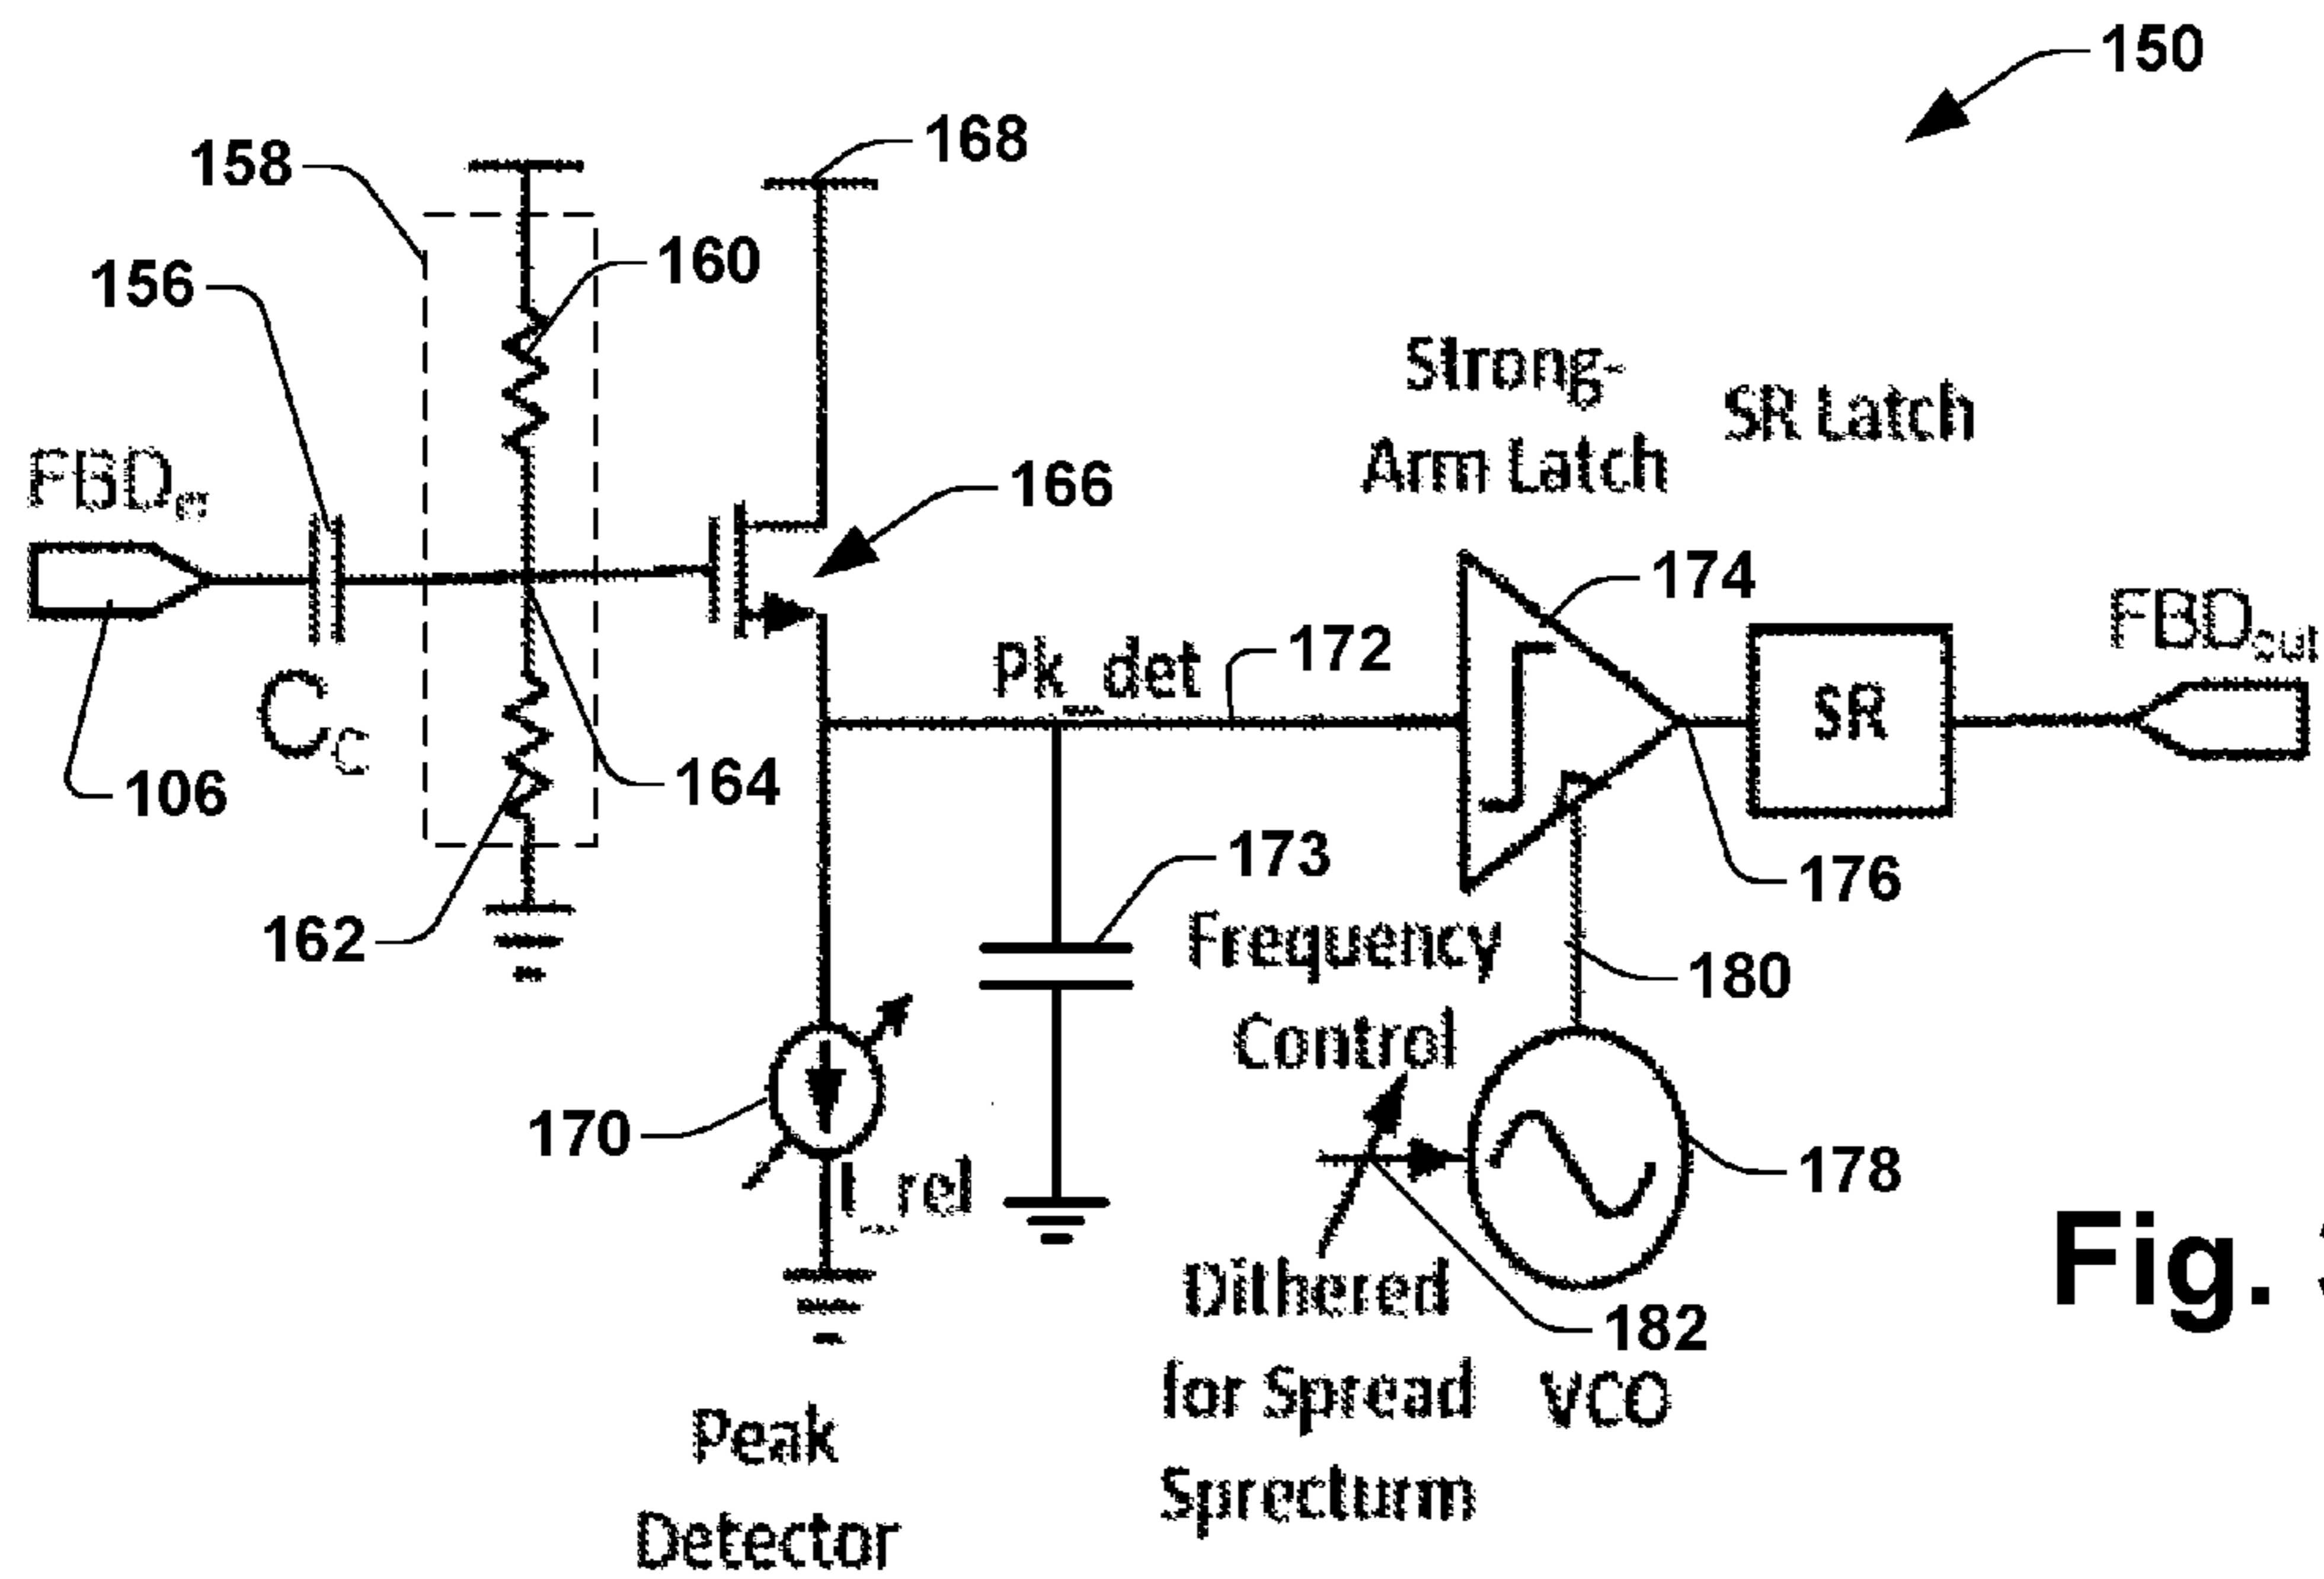 150
168
158
160
156
Strong-
Arm Latch
SR Latch
FBD
166
174
Pk_det
172
FBD
SR
C
106
164
173
176
162
Frequency
Control
180
170
I_rel
178
Fig.
Dithered
for Spread
Sprecturm
182
VCO
Peak
Detector